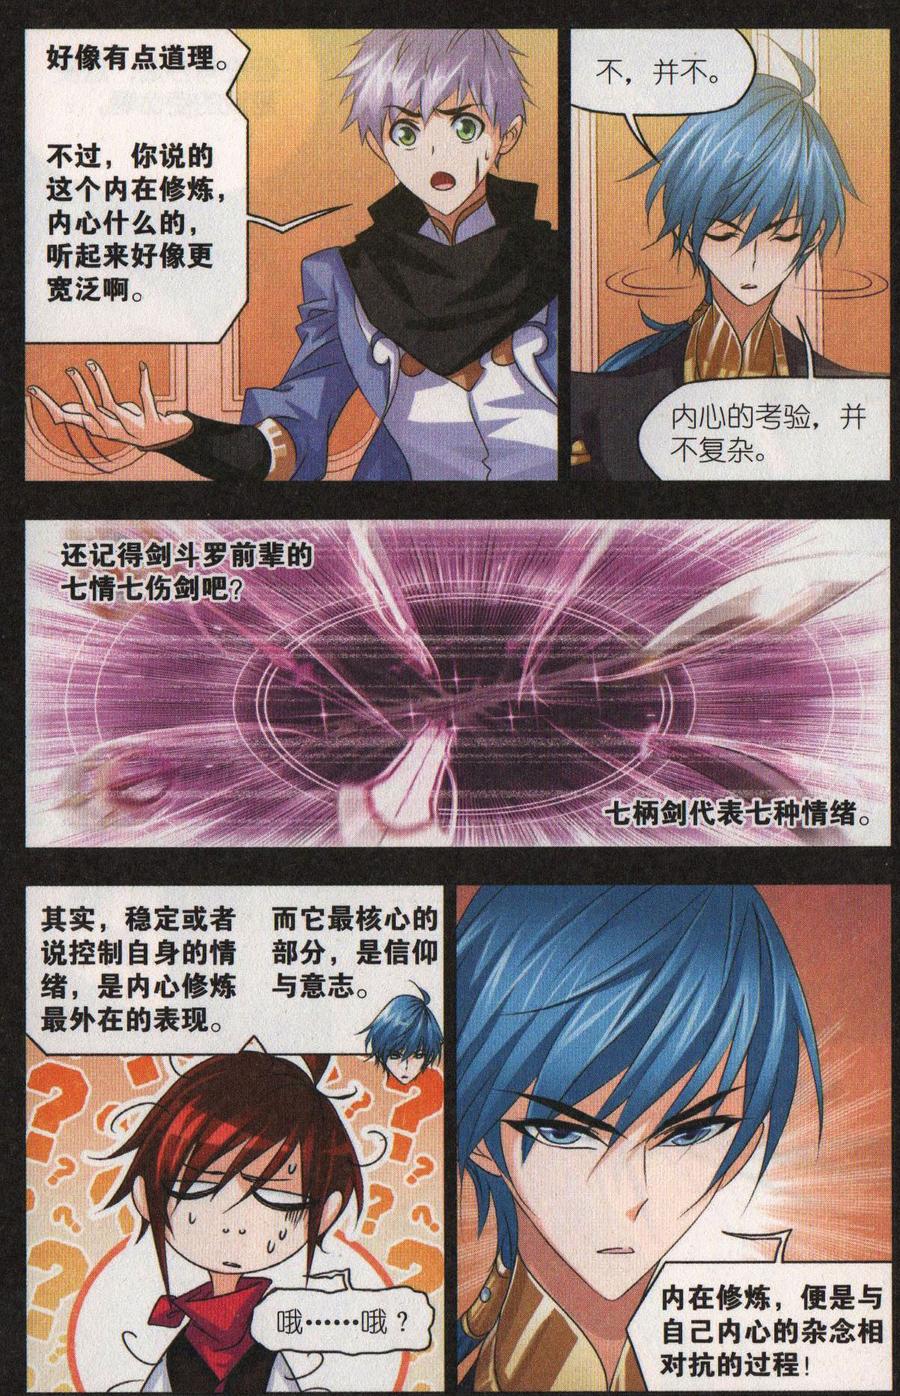 好像有点道理。
不过，你说的
这个内在修炼，
内心什么的，
听起来好像更
宽泛啊。
不，并不。
内心的考验，并
不复杂。
还记得剑斗罗前辈的
七情七伤剑吧？
七柄剑代表七种情绪。
其实，稳定或者
说控制自身的情
绪，是内心修炼
最外在的表现。
而它最核心的
部分，是信仰
与意志。
哦……哦？
内在修炼，便是与
自己内心的杂念相
对抗的过程！